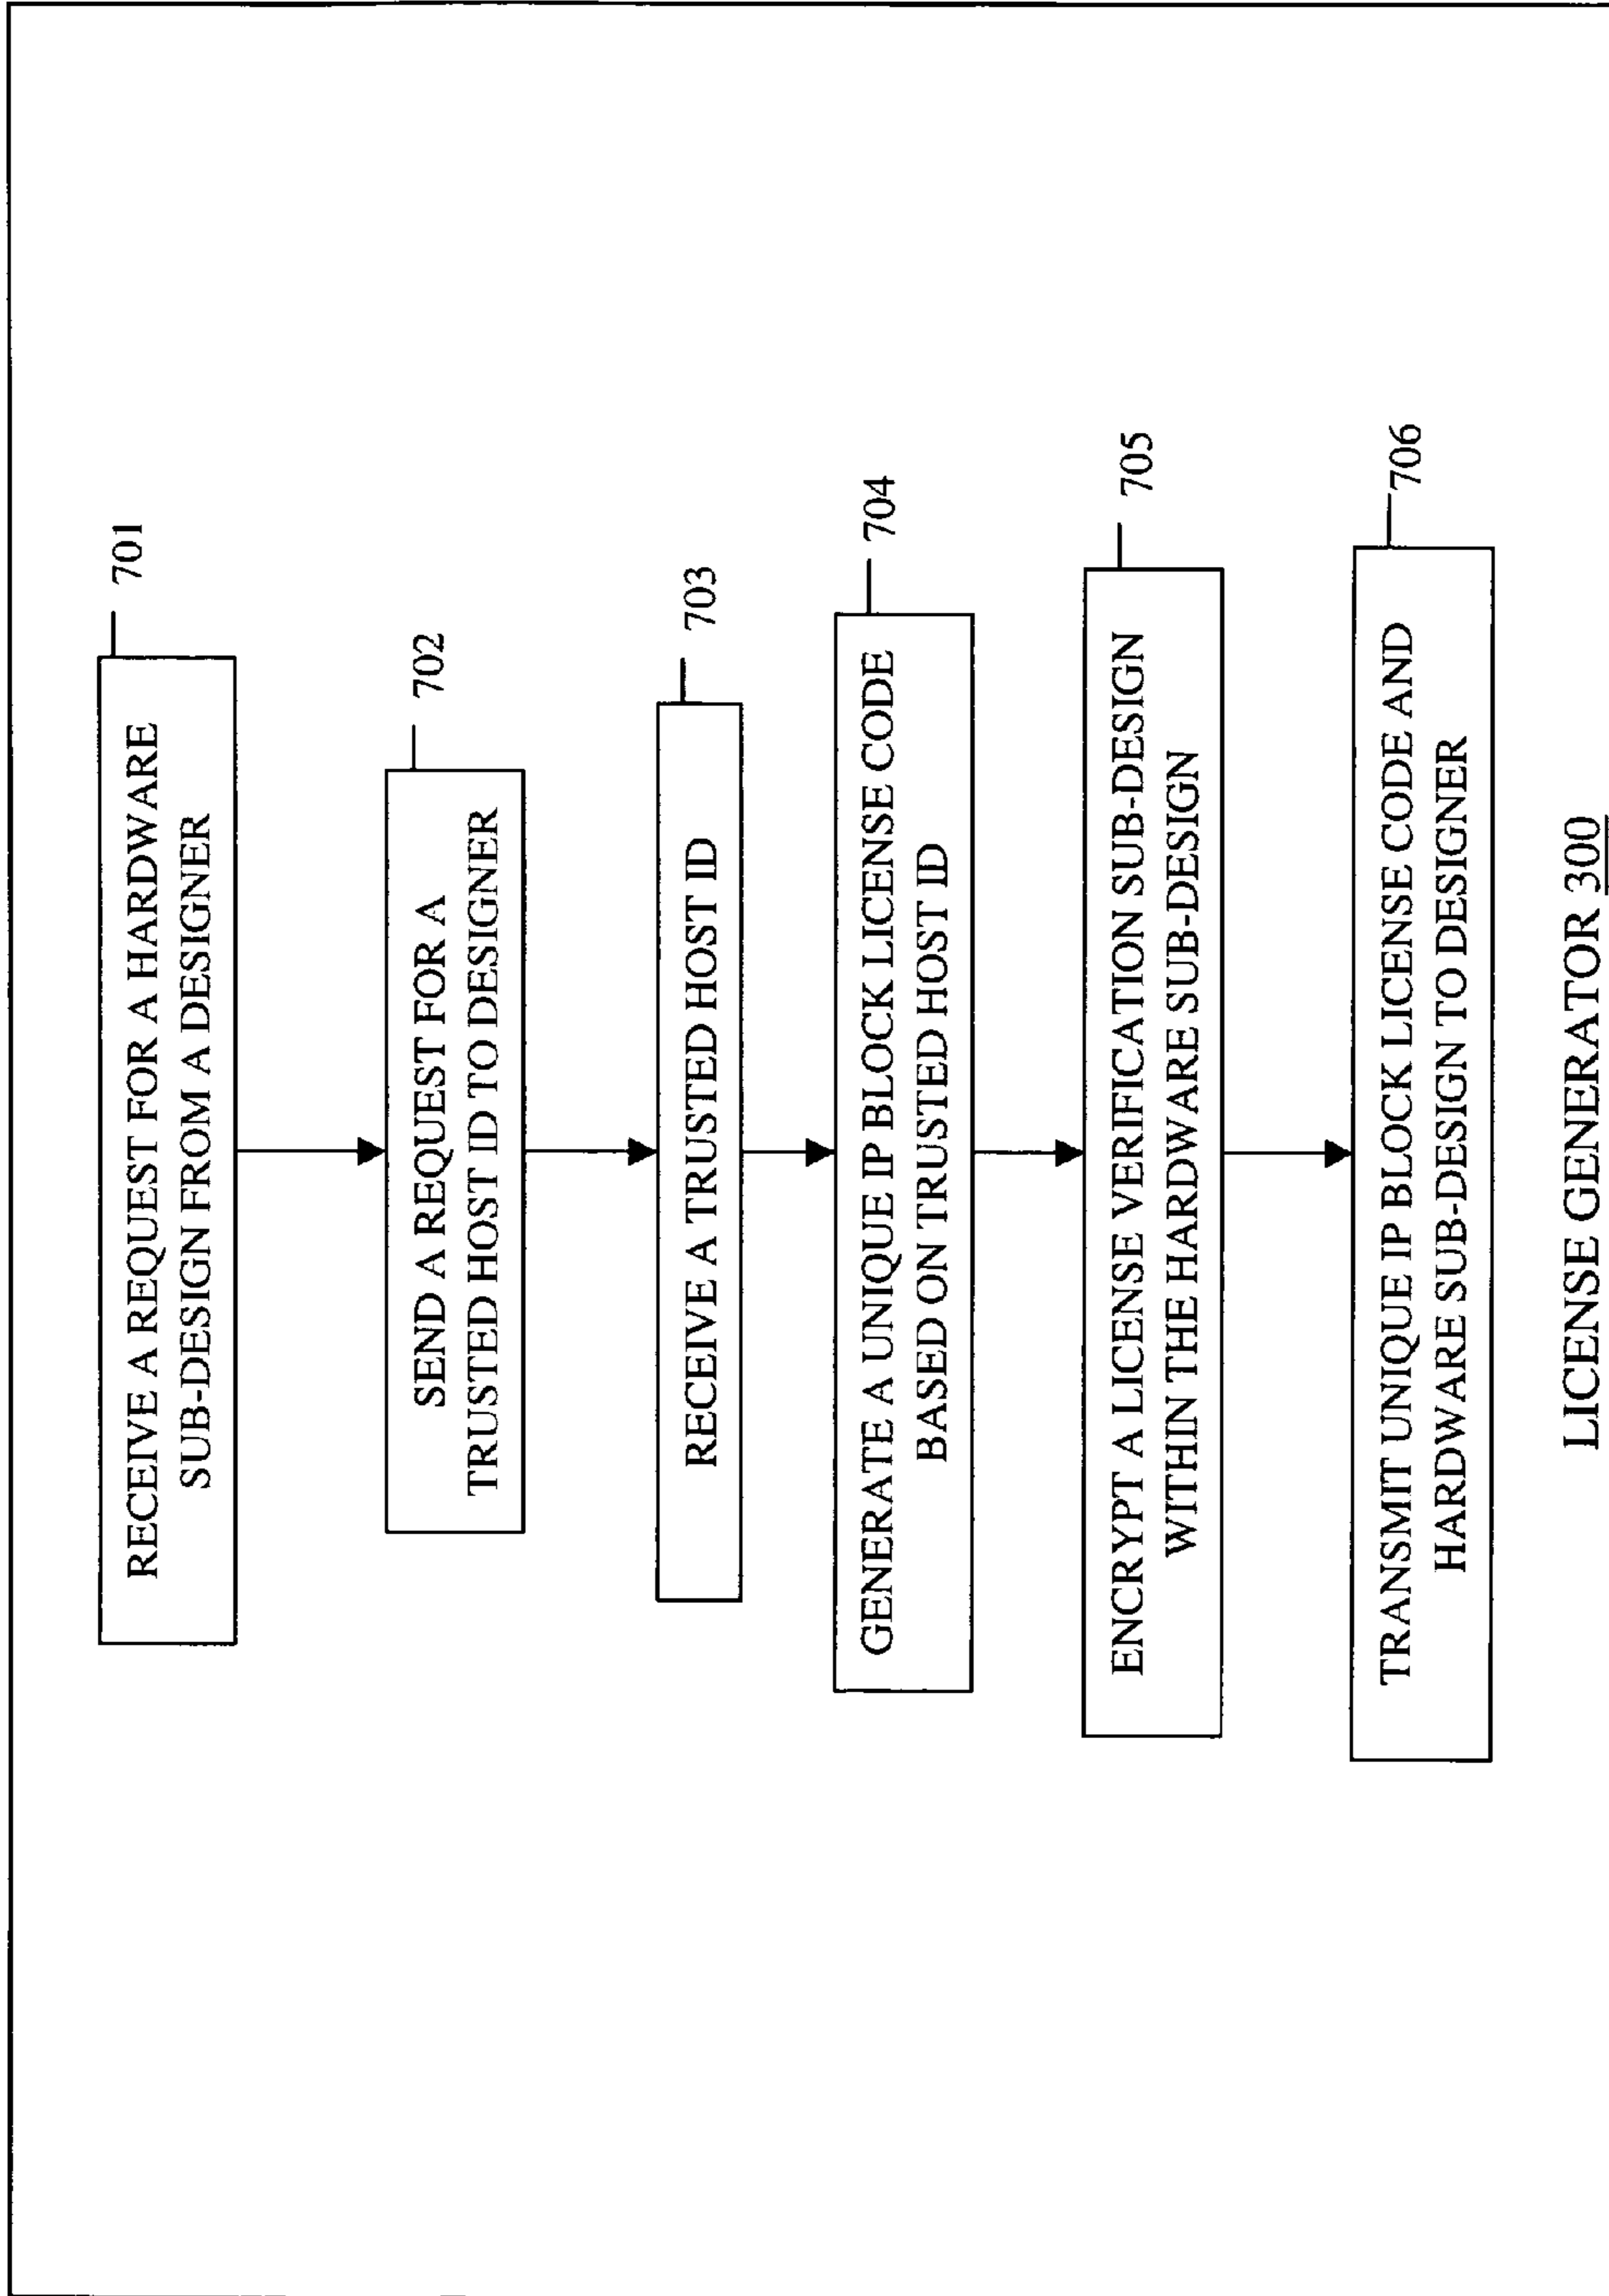 RECEIVE A REQUEST FOR A HARDWARE
SUB-DESIGN FROM A DESIGNER
701
SEND A REQUEST FOR A
TRUSTED HOST ID TO DESIGNER
702
RECEIVE A TRUSTED HOST ID
703
GENERATE A UNIQUE IP BLOCK LICENSE CODE
BASED ON TRUSTED HOST ID
704
ENCRYPT A LICENSE VERIFICATION SUB-DESIGN
WITHIN THE HARDWARE SUB-DESIGN
705
TRANSMIT UNIQUE IP BLOCK LICENSE CODE AND
HARDWARE SUB-DESIGN TO DESIGNER
706
LICENSE GENERATOR 300